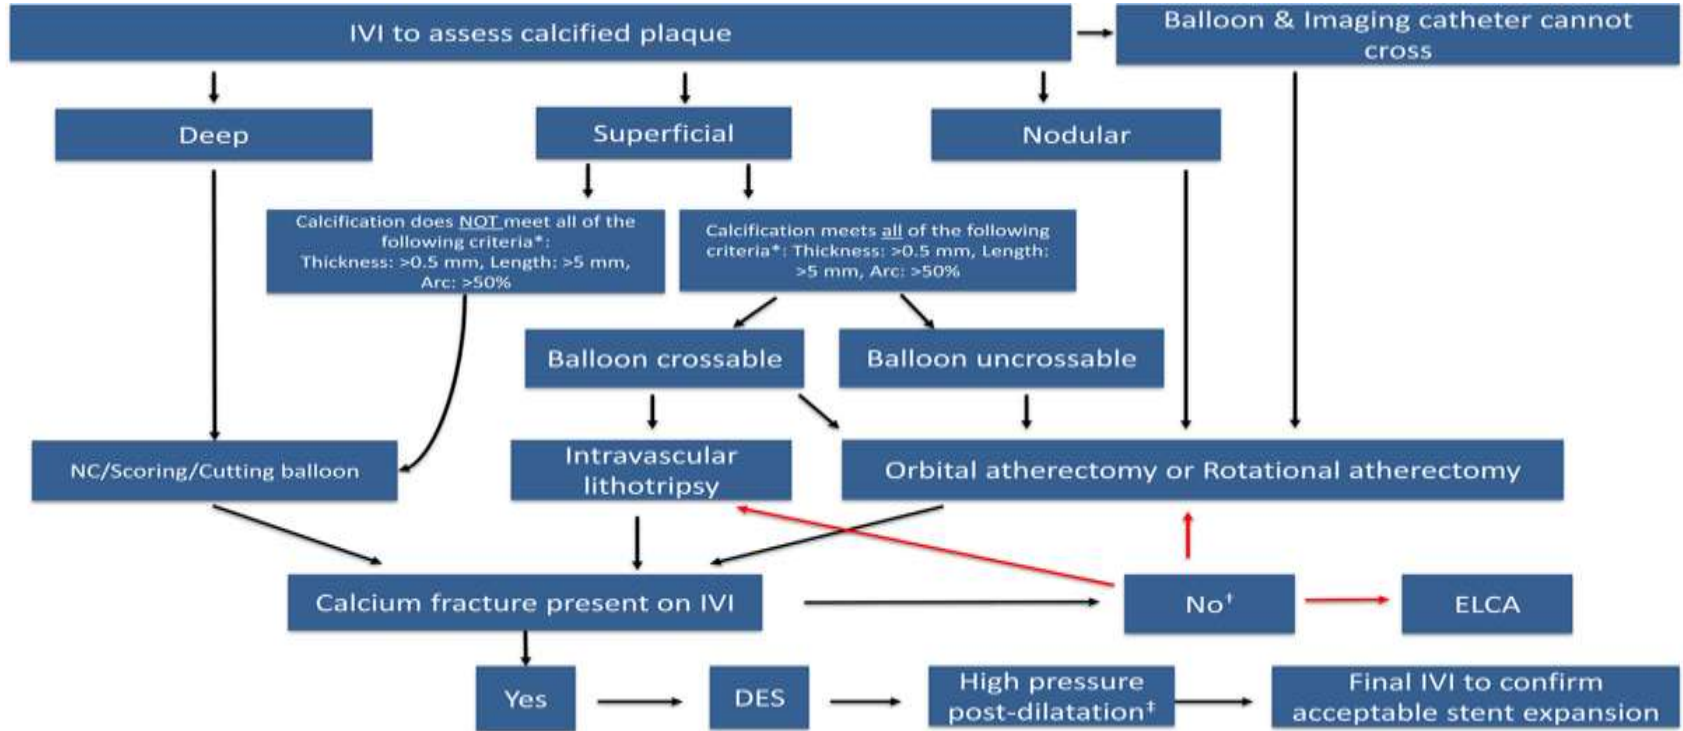 IVI to assess calcified plaque
Balloon & Imaging catheter cannot
cross
Deep
Superficial
Nodular
Calcification does NOT meet all of the
following criteria*:
Thickness: >0.5 mm, Length: >5 mm,
Arc: >50%
Calcification meets all of the following
criteria*: Thickness: >0.5 mm, Length:
>5 mm, Arc: >50%
Balloon crossable
Balloon uncrossable
NC/Scoring/Cutting balloon
Intravascular
lithotripsy
Orbital atherectomy or Rotational atherectomy
Calcium fracture present on IVI
No†
ELCA
Yes
DES
High pressure
post-dilatation‡
Final IVI to confirm
acceptable stent expansion